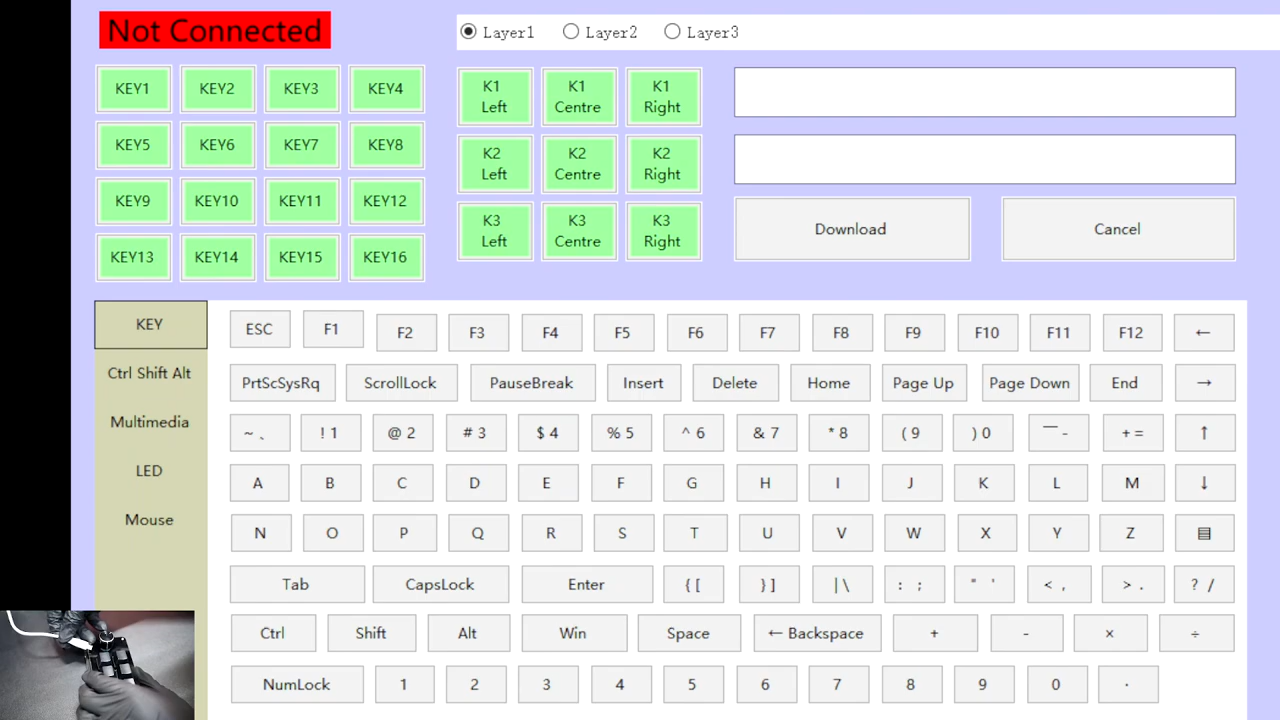 Not Connected
Layer1 Layer2 Layer3
KEY1 KEY2 KEY3 KEY4
KEY5 KEY6 KEY7 KEY8
KEY9 KEY10 KEY11 KEY12
KEY13 KEY14 KEY15 KEY16
K1 Left K1 Centre K1 Right
K2 Left K2 Centre K2 Right
K3 Left K3 Centre K3 Right
Download Cancel
KEY
Ctrl Shift Alt
Multimedia
LED
Mouse
ESC F1 F2 F3 F4 F5 F6 F7 F8 F9 F10 F11 F12 ←
PrtScSysRq ScrollLock PauseBreak Insert Delete Home Page Up Page Down End →
~ 、 ! 1 @ 2 # 3 $ 4 % 5 ^ 6 & 7 * 8 ( 9 ) 0 — - + = ↑
A B C D E F G H I J K L M ↓
N O P Q R S T U V W X Y Z ▤
Tab CapsLock Enter { [ } ] | \ : ; " ' < , > . ? /
Ctrl Shift Alt Win Space ← Backspace + - × ÷
NumLock 1 2 3 4 5 6 7 8 9 0 .